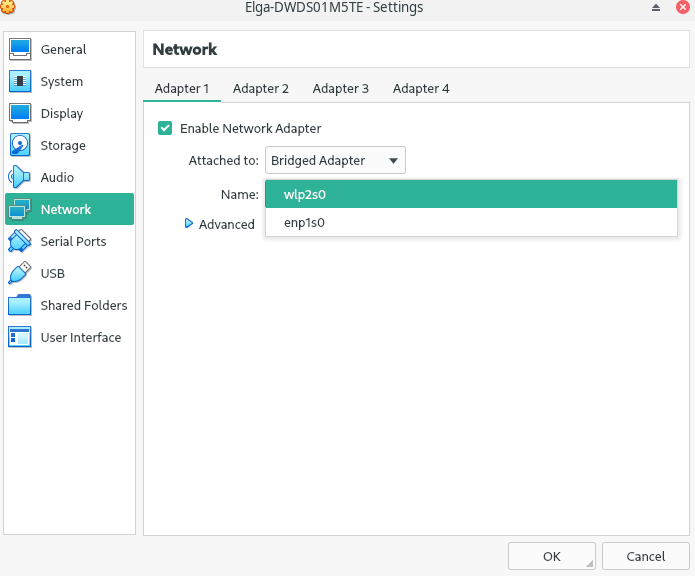 Elga-DWDS01M5TE - Settings
General
System
Display
Storage
Audio
Network
Serial Ports
USB
Shared Folders
User Interface
Network
Adapter 1 Adapter 2 Adapter 3 Adapter 4
Enable Network Adapter
Attached to: Bridged Adapter
Name: wlp2s0
enp1s0
Advanced
OK Cancel